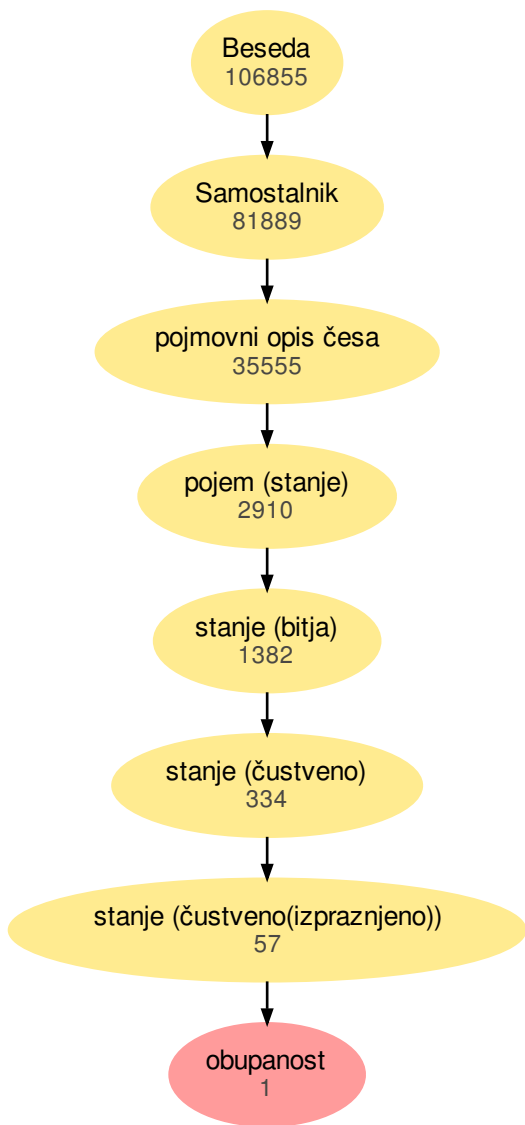 Beseda
106855
Samostalnik
81889
pojmovni opis česa
35555
pojem (stanje)
2910
stanje (bitja)
1382
stanje (čustveno)
334
stanje (čustveno(izpraznjeno))
57
obupanost
1